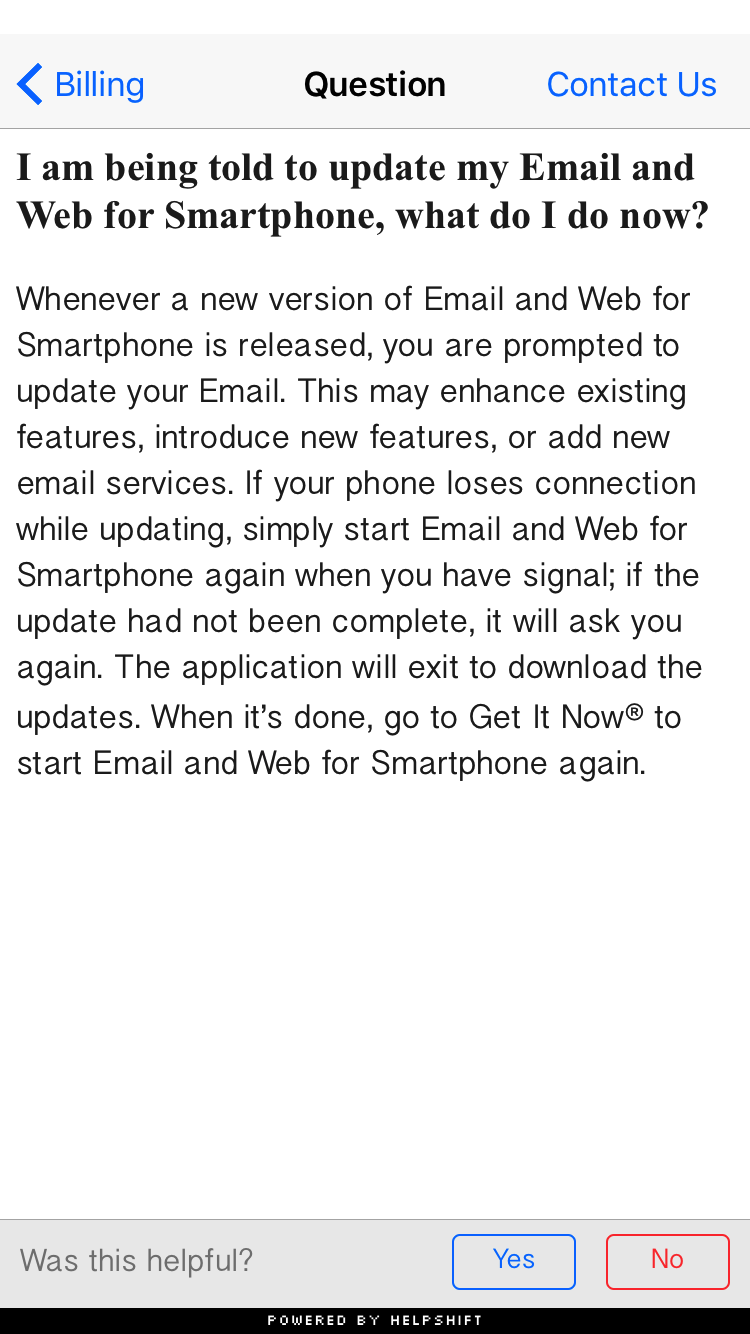 Billing
Question
Contact Us
I am being told to update my Email and
Web for Smartphone, what do I do now?
Whenever a new version of Email and Web for
Smartphone is released, you are prompted to
update your Email. This may enhance existing
features, introduce new features, or add new
email services. If your phone loses connection
while updating, simply start Email and Web for
Smartphone again when you have signal; if the
update had not been complete, it will ask you
again. The application will exit to download the
updates. When it’s done, go to Get It Now® to
start Email and Web for Smartphone again.
Was this helpful?
Yes
No
POWERED BY HELPSHIFT